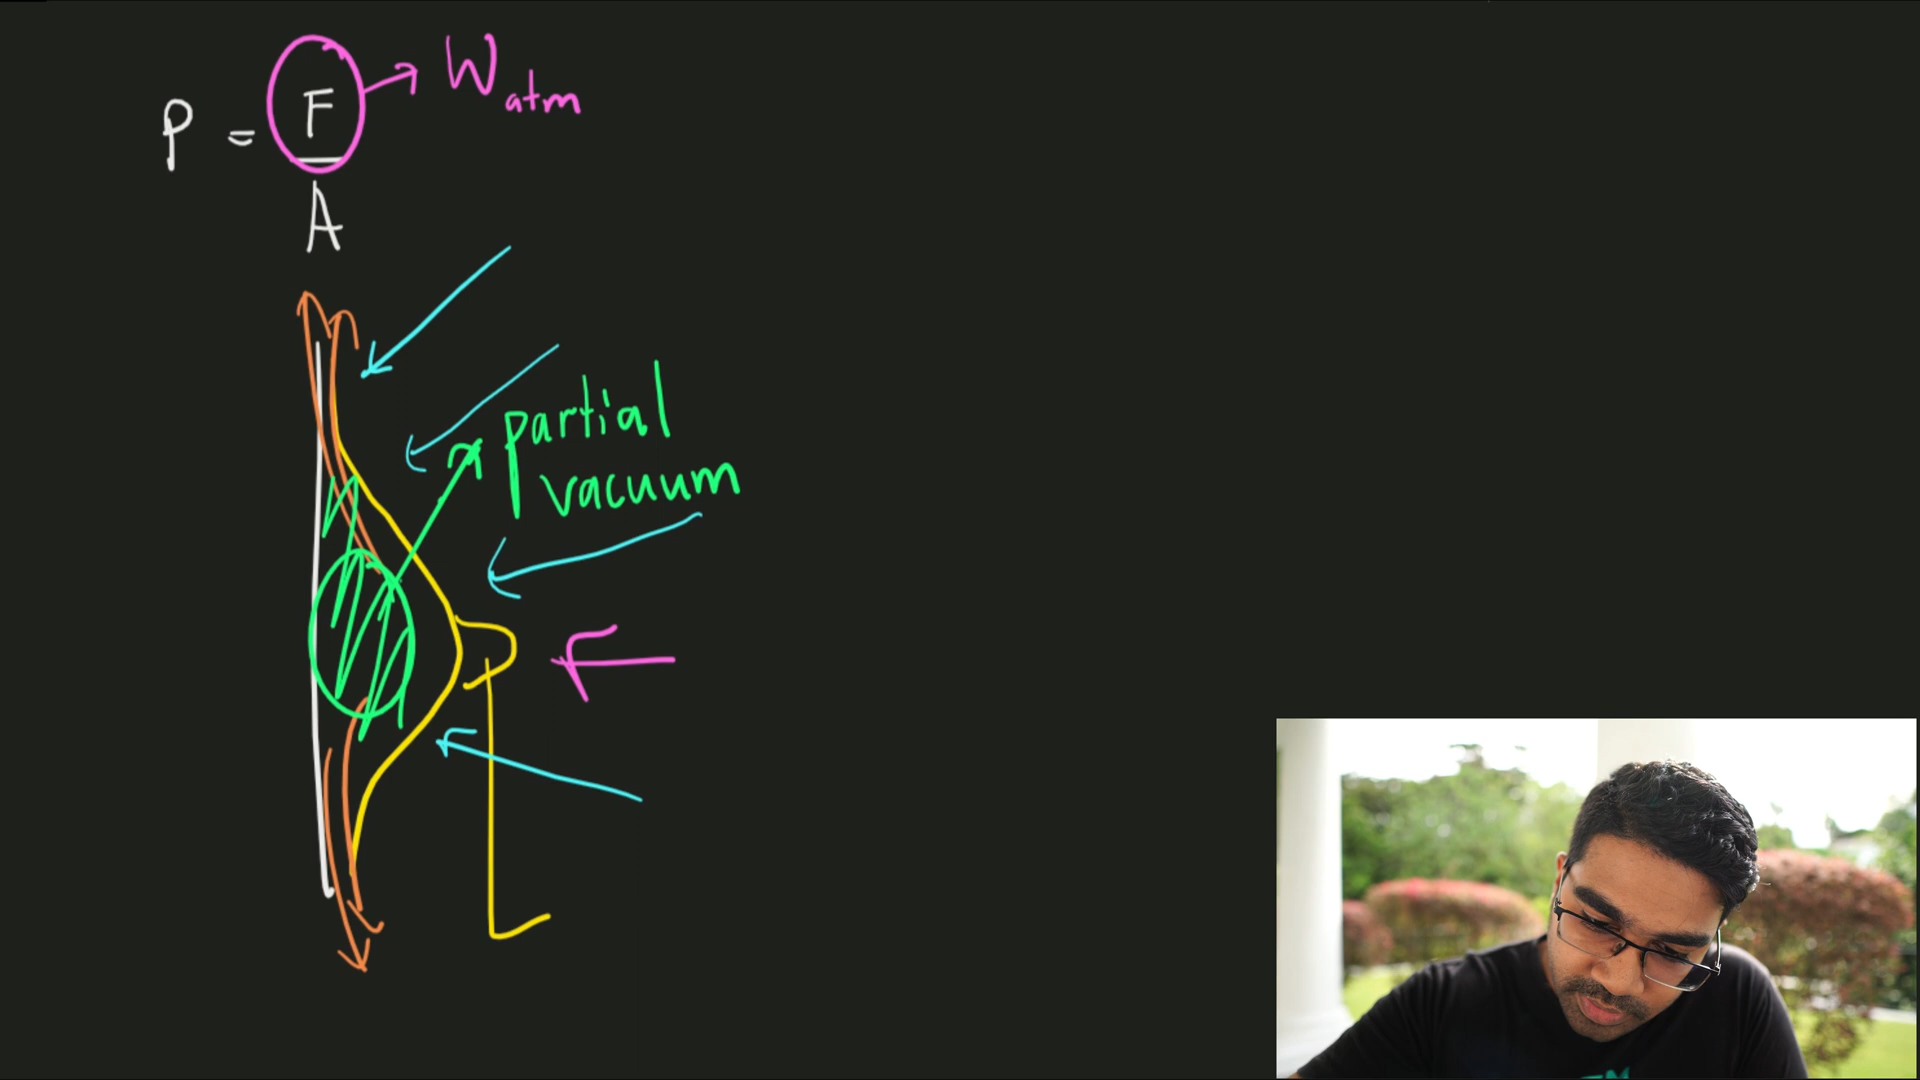 P = F/A → W atm
partial
vacuum